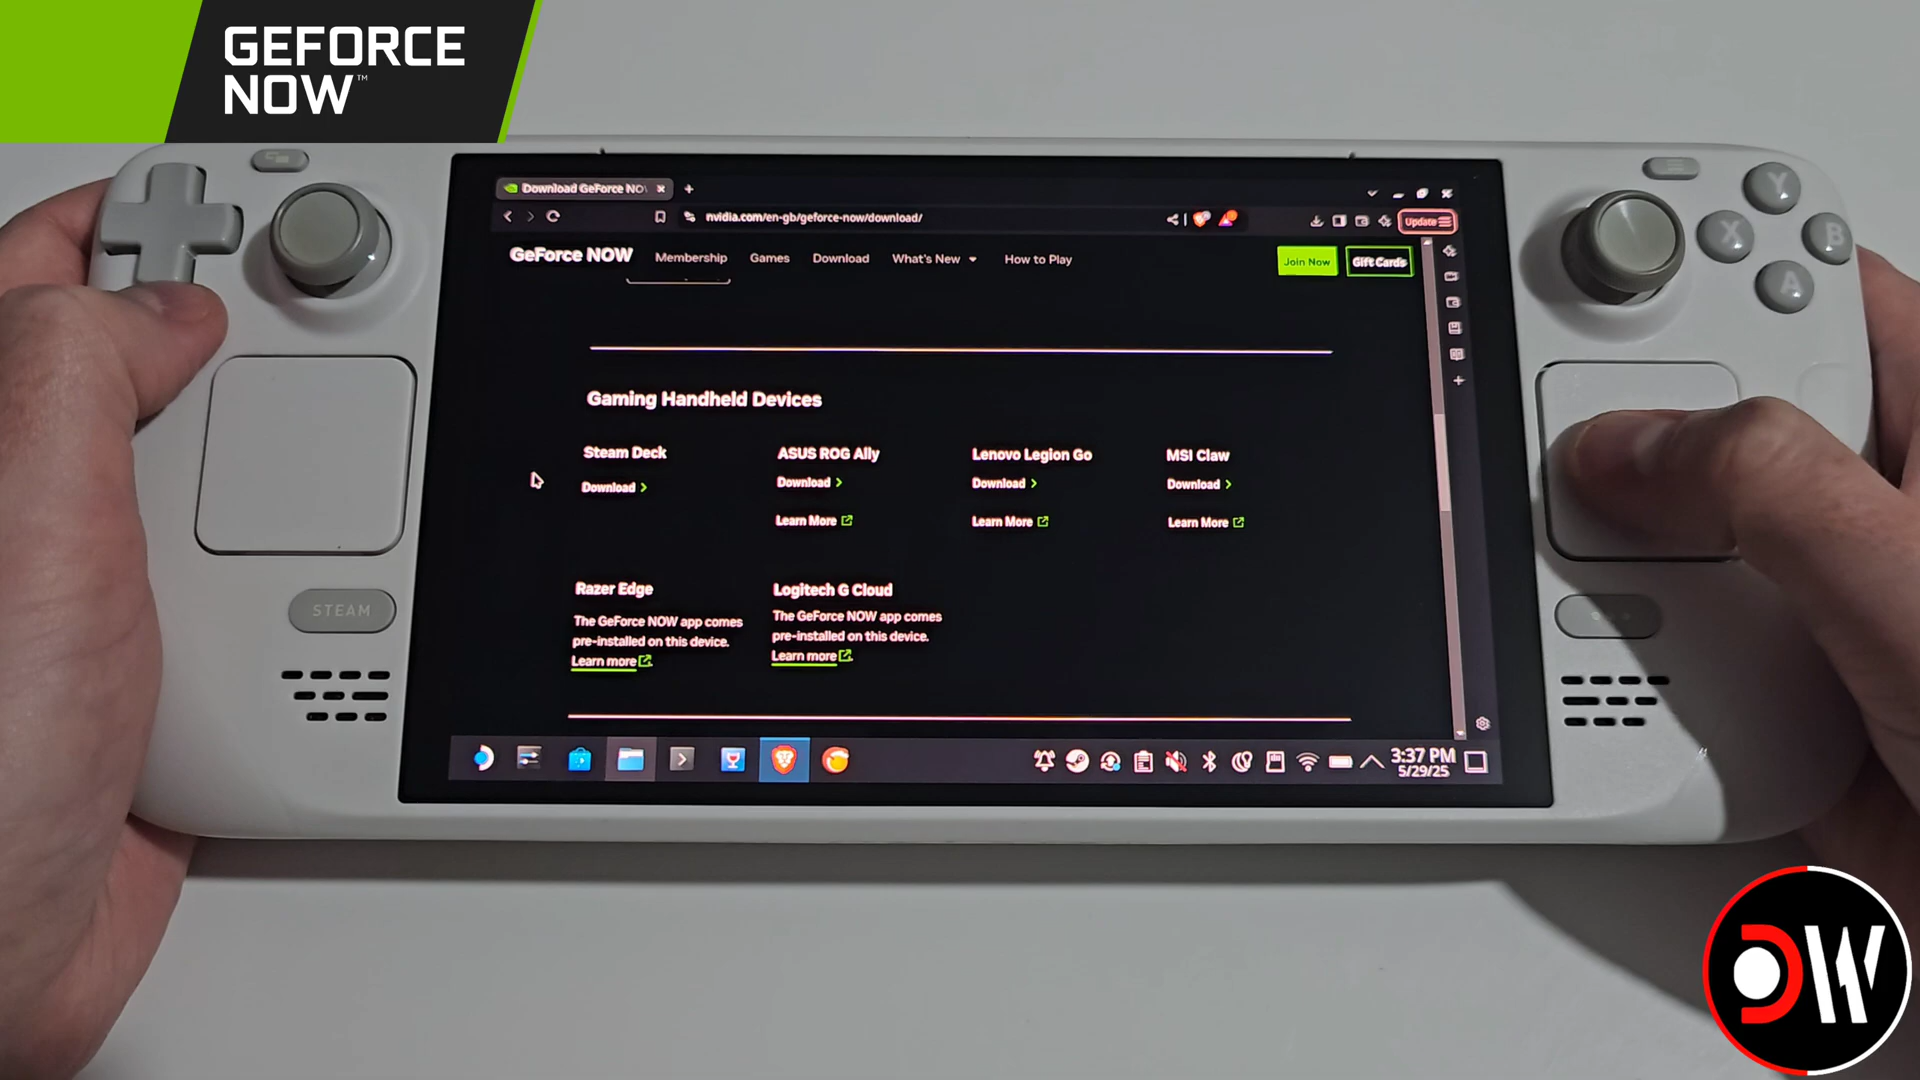 GEFORCE
NOW™
Download GeForce NO
nvidia.com/en-gb/geforce-now/download/
Update
GeForce NOW
Membership
Games
Download
What's New
How to Play
Join Now
Gift Cards
Gaming Handheld Devices
Steam Deck
ASUS ROG Ally
Lenovo Legion Go
MSI Claw
Download >
Download >
Download >
Download >
Learn More
Learn More
Learn More
Razer Edge
Logitech G Cloud
The GeForce NOW app comes
pre-installed on this device.
Learn more
The GeForce NOW app comes
pre-installed on this device.
Learn more
3:37 PM
5/29/25
STEAM
Y
X
B
A
DW